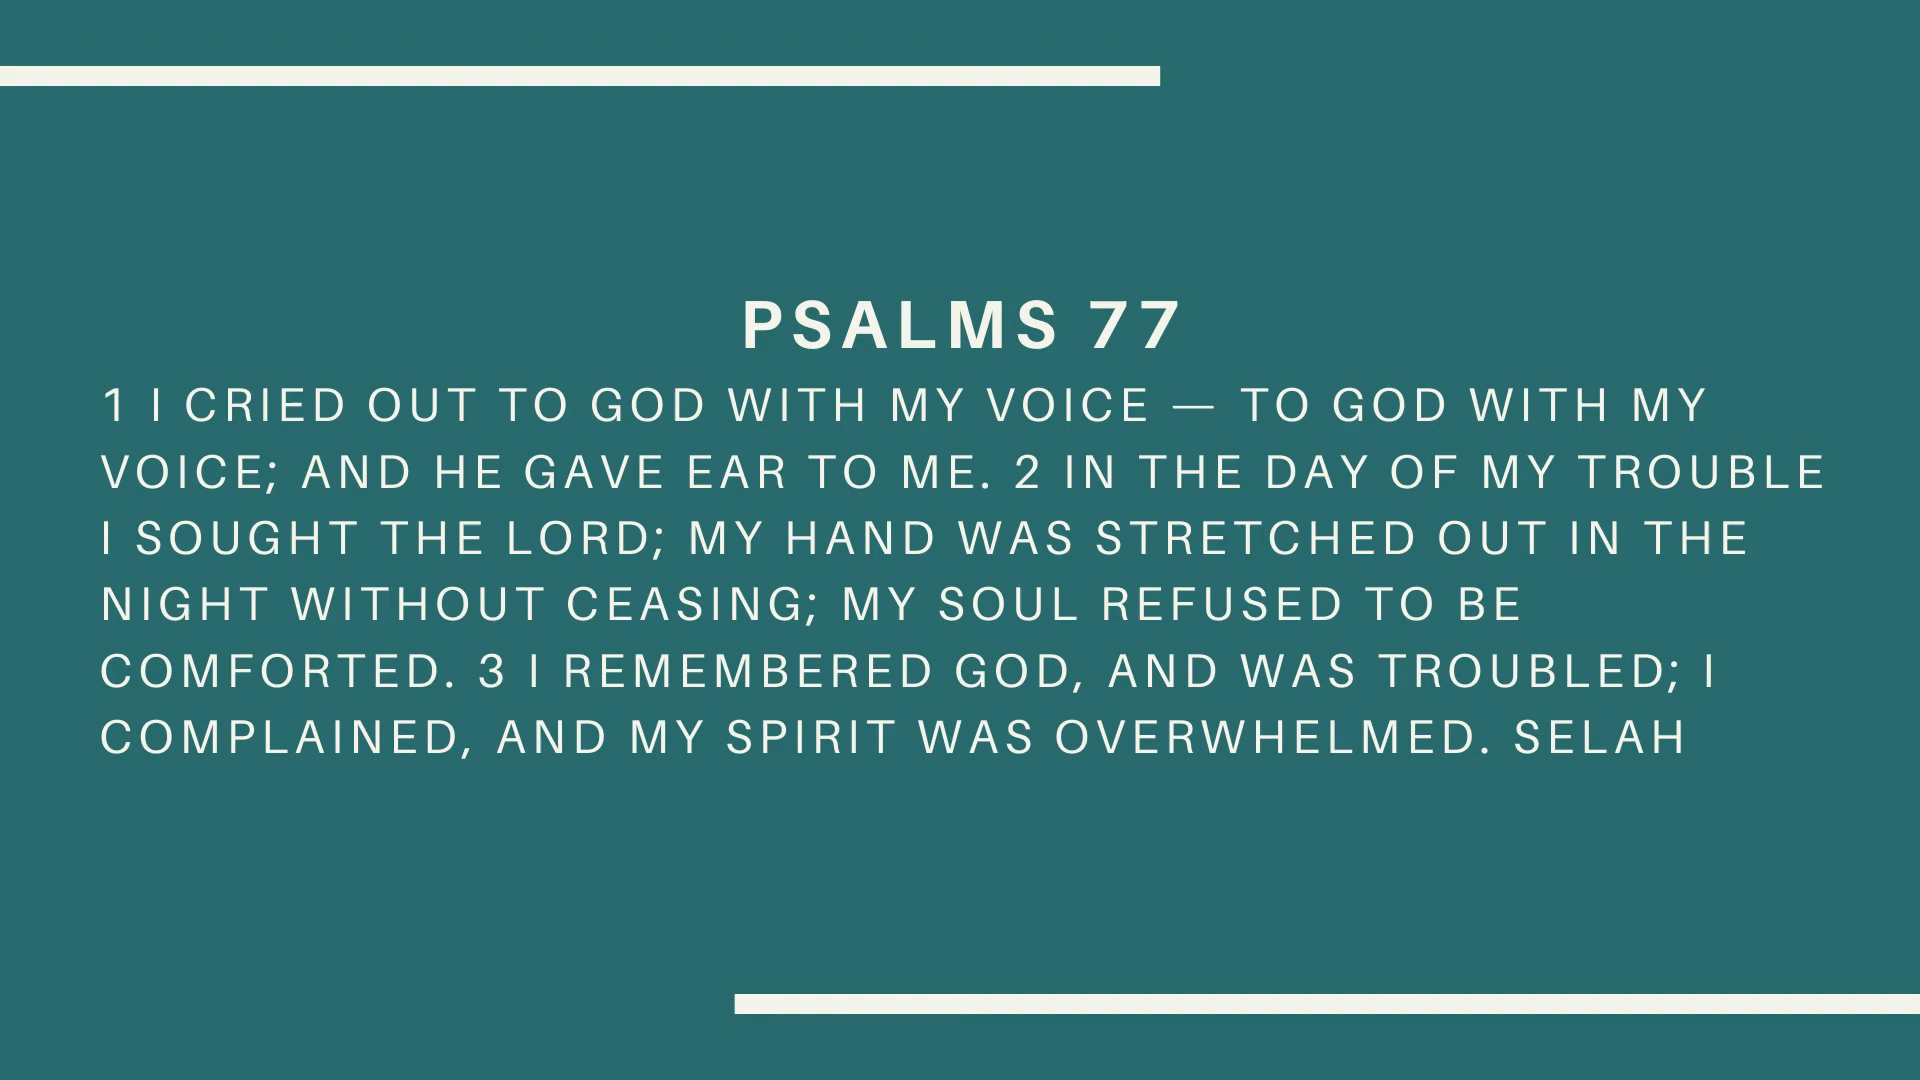 PSALMS 77
1 I CRIED OUT TO GOD WITH MY VOICE — TO GOD WITH MY
VOICE; AND HE GAVE EAR TO ME. 2 IN THE DAY OF MY TROUBLE
I SOUGHT THE LORD; MY HAND WAS STRETCHED OUT IN THE
NIGHT WITHOUT CEASING; MY SOUL REFUSED TO BE
COMFORTED. 3 I REMEMBERED GOD, AND WAS TROUBLED; I
COMPLAINED, AND MY SPIRIT WAS OVERWHELMED. SELAH